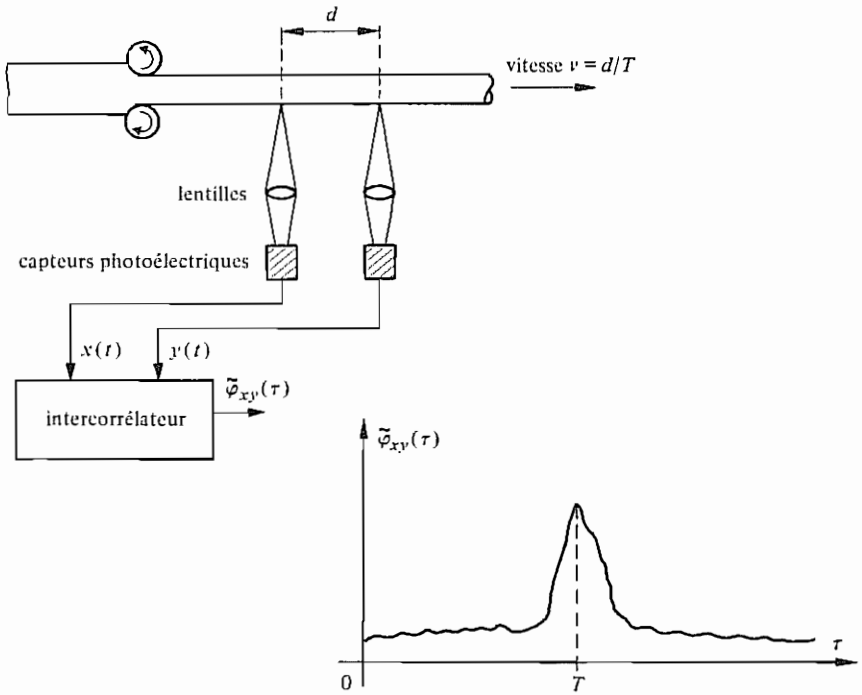 d
vitesse v = d/T
lentilles
capteurs photoélectriques
x(t)
y(t)
φ̃xy(τ)
intercorrélateur
φ̃xy(τ)
τ
0
T